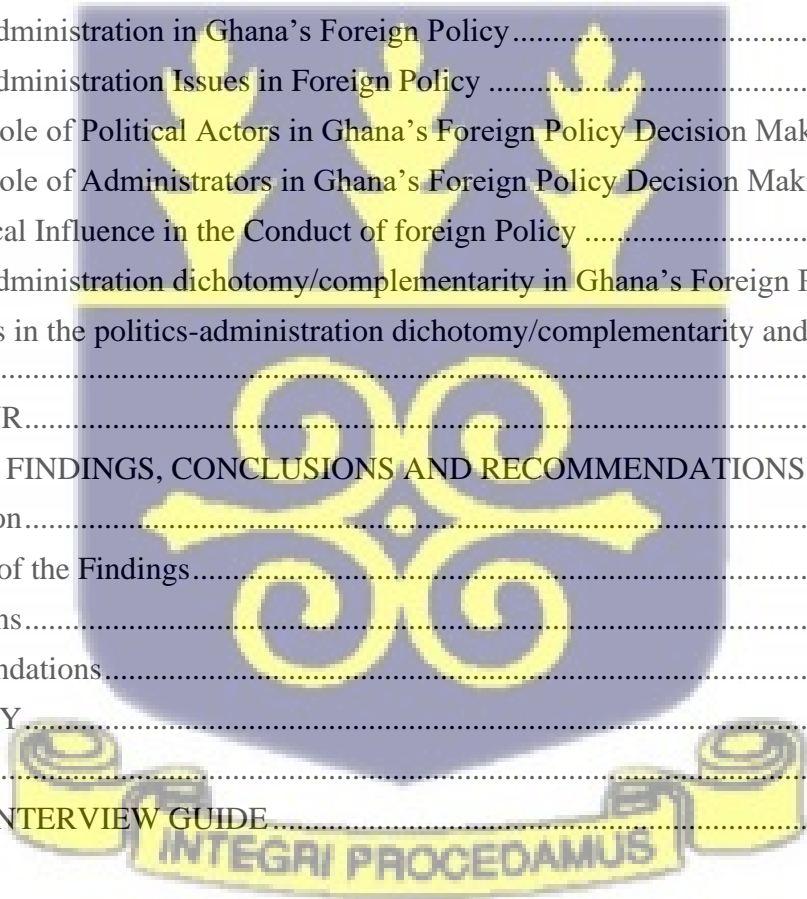 dministration in Ghana’s Foreign Policy..............................
dministration Issues in Foreign Policy ................................
ole of Political Actors in Ghana’s Foreign Policy Decision Mak
ole of Administrators in Ghana’s Foreign Policy Decision Maki
cal Influence in the Conduct of foreign Policy ......................
dministration dichotomy/complementarity in Ghana’s Foreign P
s in the politics-administration dichotomy/complementarity and
................................................................................
UR................................................................................
FINDINGS, CONCLUSIONS AND RECOMMENDATIONS
on................................................................................
of the Findings................................................................
ns................................................................................
ndations........................................................................
Y................................................................................
................................................................................
NTERVIEW GUIDE......................................................
INTEGRI PROCEDAMUS